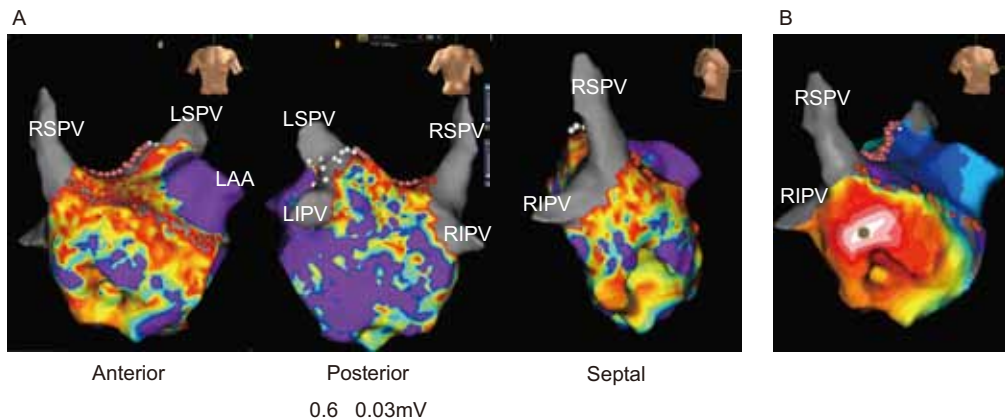 A
B
RSPV
LSPV
LAA
LSPV
RSPV
LIPV
RIPV
RSPV
RIPV
RSPV
RIPV
Anterior
Posterior
Septal
0.6 0.03mV